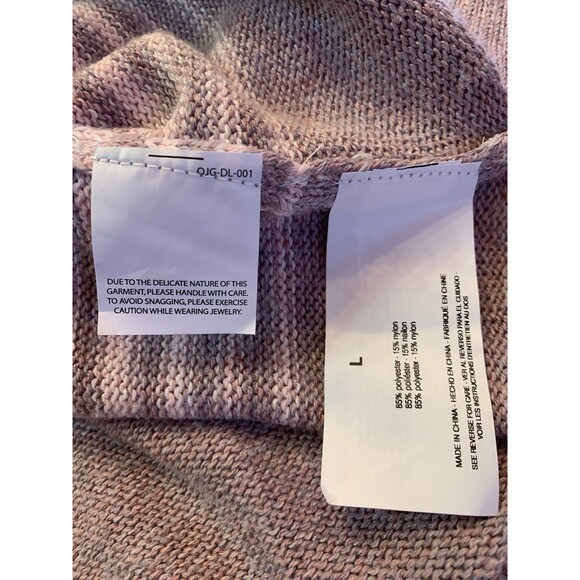 QJG-DL-001
DUE TO THE DELICATE NATURE OF THIS
GARMENT, PLEASE HANDLE WITH CARE.
TO AVOID SNAGGING, PLEASE EXERCISE
CAUTION WHILE WEARING JEWELRY.
L
85% polyester - 15% nylon
85% poliéster - 15% nailon
85% polyester - 15% nylon
MADE IN CHINA - HECHO EN CHINA - FABRIQUÉ EN CHINE
SEE REVERSE FOR CARE - VER AL REVERSO PARA EL CUIDADO -
VOIR LES INSTRUCTIONS D'ENTRETIEN AU DOS